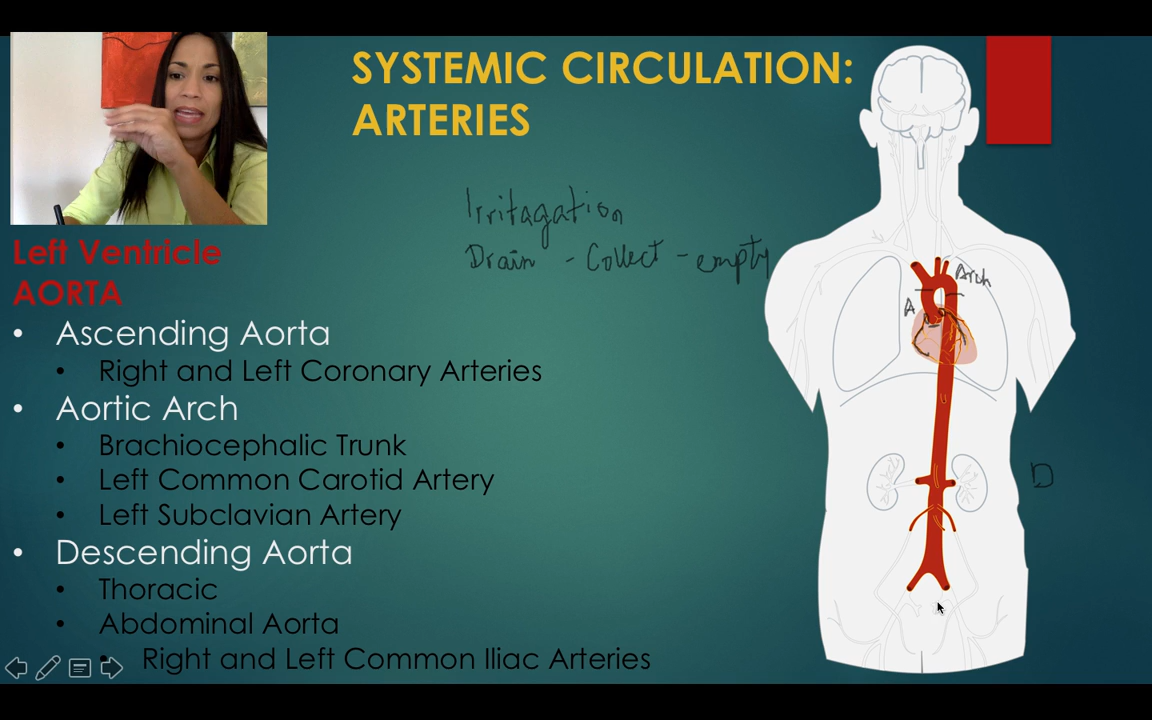 SYSTEMIC CIRCULATION:
ARTERIES
Irritagation
Drain - Collect - empty
Left Ventricle
AORTA
• Ascending Aorta
• Right and Left Coronary Arteries
• Aortic Arch
• Brachiocephalic Trunk
• Left Common Carotid Artery
• Left Subclavian Artery
• Descending Aorta
• Thoracic
• Abdominal Aorta
• Right and Left Common Iliac Arteries
Arch
A
D